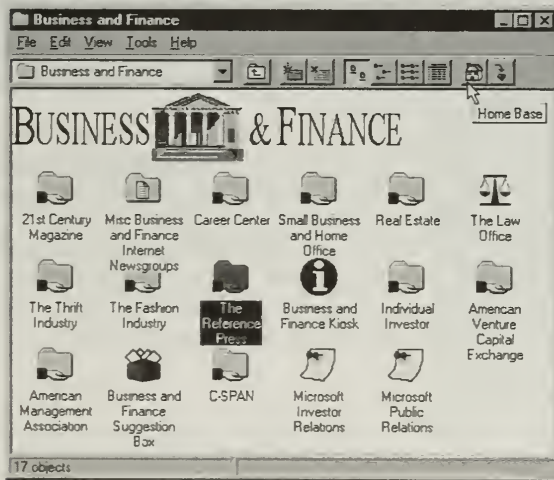 Business and Finance
File Edit View Tools Help
Business and Finance
Home Base
BUSINESS & FINANCE
21st Century
Magazine
Misc Business
and Finance
Internet
Newsgroups
Career Center
Small Business
and Home
Office
Real Estate
The Law
Office
The Thrift
Industry
The Fashion
Industry
The
Reference
Press
Business and
Finance Kiosk
Individual
Investor
American
Venture
Capital
Exchange
American
Management
Association
Business and
Finance
Suggestion
Box
C-SPAN
Microsoft
Investor
Relations
Microsoft
Public
Relations
17 objects